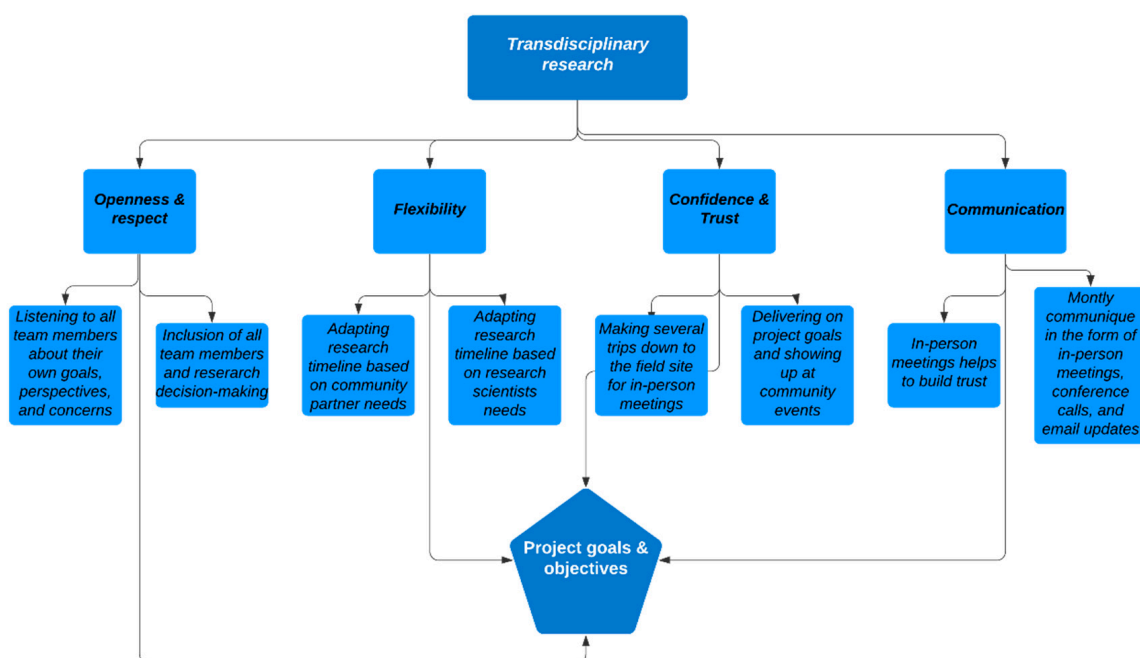 Transdisciplinary
research
Openness &
respect
Flexibility
Confidence &
Trust
Communication
Listening to all
team members
about their
own goals,
perspectives,
and concerns
Inclusion of all
team members
and reserarch
decision-making
Adapting
research
timeline based
on community
partner needs
Adapting
research
timeline based
on research
scientists
needs
Making several
trips down to
the field site
for in-person
meetings
Delivering on
project goals
and showing
up at
community
events
In-person
meetings helps
to build trust
Montly
communique
in the form of
in-person
meetings,
conference
calls, and
email updates
Project goals &
objectives